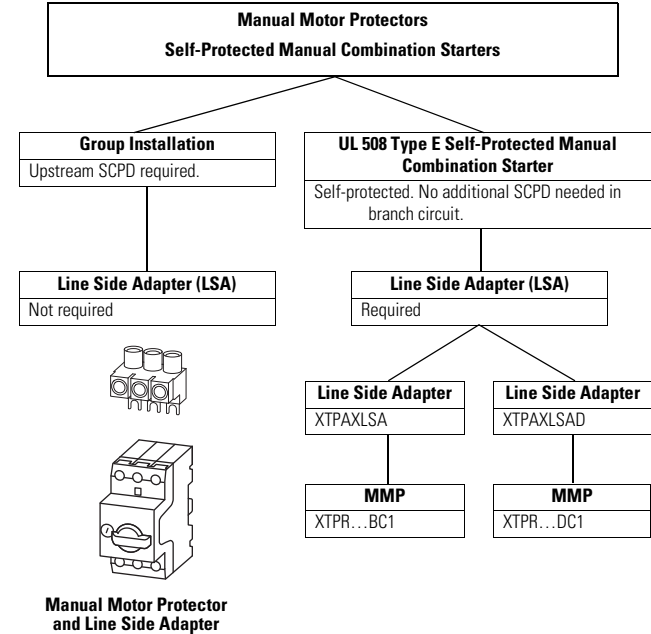 Manual Motor Protectors
Self-Protected Manual Combination Starters
Group Installation
Upstream SCPD required.
UL 508 Type E Self-Protected Manual
Combination Starter
Self-protected. No additional SCPD needed in
branch circuit.
Line Side Adapter (LSA)
Not required
Line Side Adapter (LSA)
Required
Line Side Adapter
XTPAXLSA
Line Side Adapter
XTPAXLSAD
MMP
XTPR…BC1
MMP
XTPR…DC1
Manual Motor Protector
and Line Side Adapter